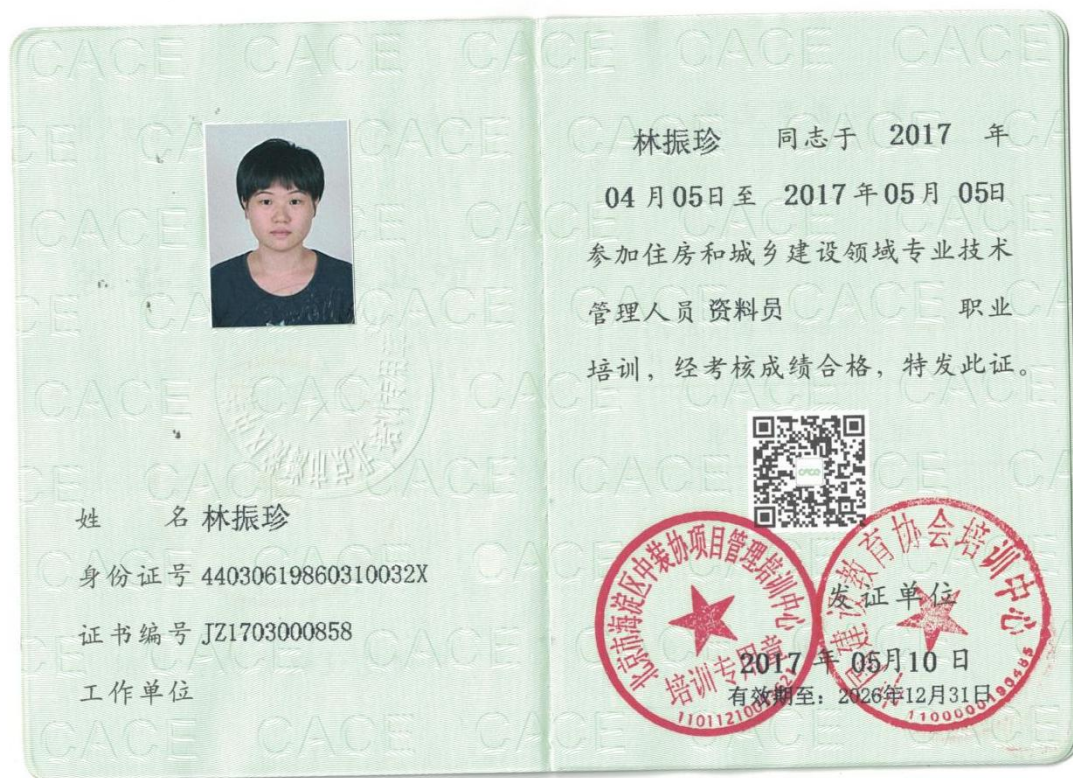 姓 名 林振珍
身份证号 44030619860310032X
证书编号 JZ1703000858
工作单位
林振珍 同志于 2017 年
04 月 05日 至 2017 年 05 月 05日
参加住房和城乡建设领域专业技术
管理人员 资料员 职业
培训，经考核成绩合格，特发此证。
CACE
北京市海淀区中装协项目管理培训中心
培训专用章
建设教育协会培训中心
1100000190485
发证单位
2017 年 05月 10 日
有效期至：2026年12月31日